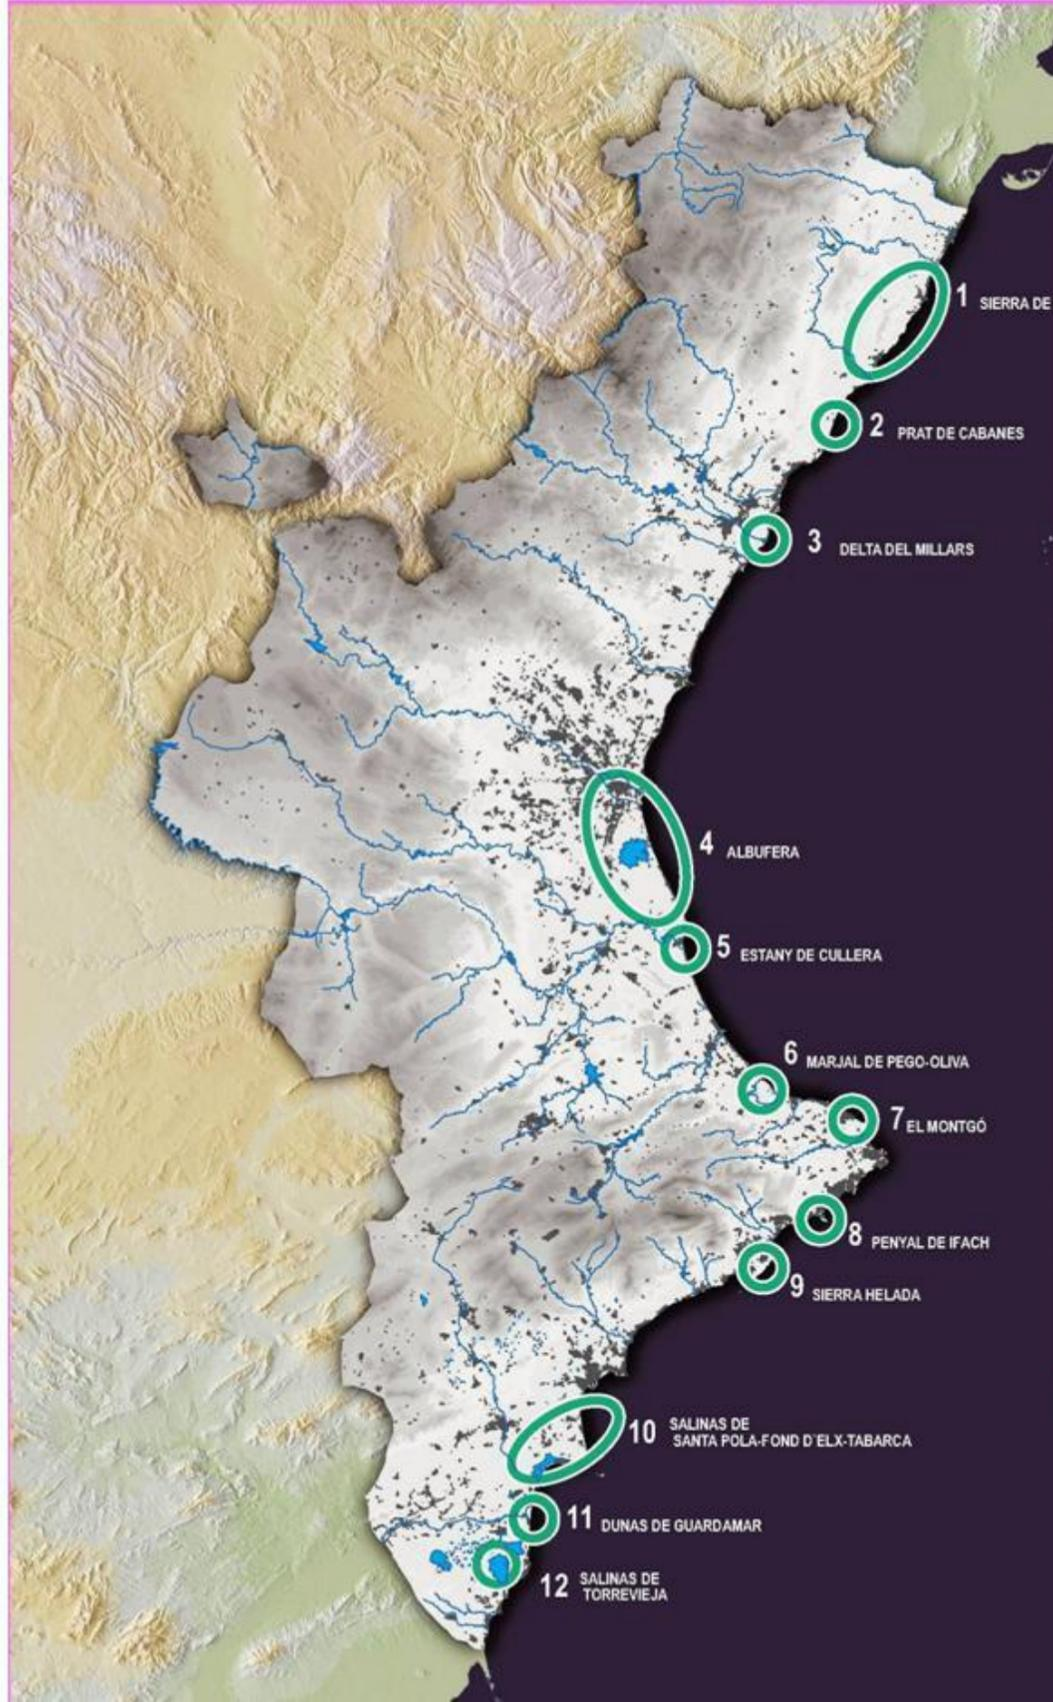 1 SIERRA DE
2 PRAT DE CABANES
3 DELTA DEL MILLARS
4 ALBUFERA
5 ESTANY DE CULLERA
6 MARJAL DE PEGO-OLIVA
7 EL MONTGÓ
8 PENYAL DE IFACH
9 SIERRA HELADA
10 SALINAS DE
SANTA POLA-FOND D`ELX-TABARCA
11 DUNAS DE GUARDAMAR
12 SALINAS DE
TORREVIEJA